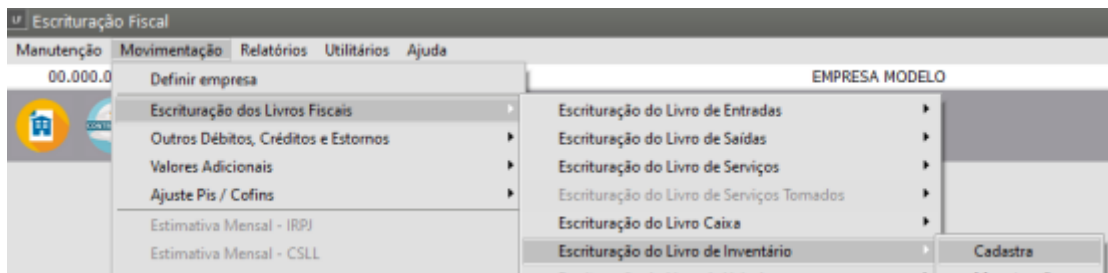 Escrituração Fiscal
Manutenção Movimentação Relatórios Utilitários Ajuda
00.000.0 EMPRESA MODELO
Definir empresa
Escrituração dos Livros Fiscais
Outros Débitos, Créditos e Estornos
Valores Adicionais
Ajuste Pis / Cofins
Estimativa Mensal - IRPJ
Estimativa Mensal - CSLL
Escrituração do Livro de Entradas
Escrituração do Livro de Saídas
Escrituração do Livro de Serviços
Escrituração do Livro de Serviços Tomados
Escrituração do Livro Caixa
Escrituração do Livro de Inventário
Cadastra